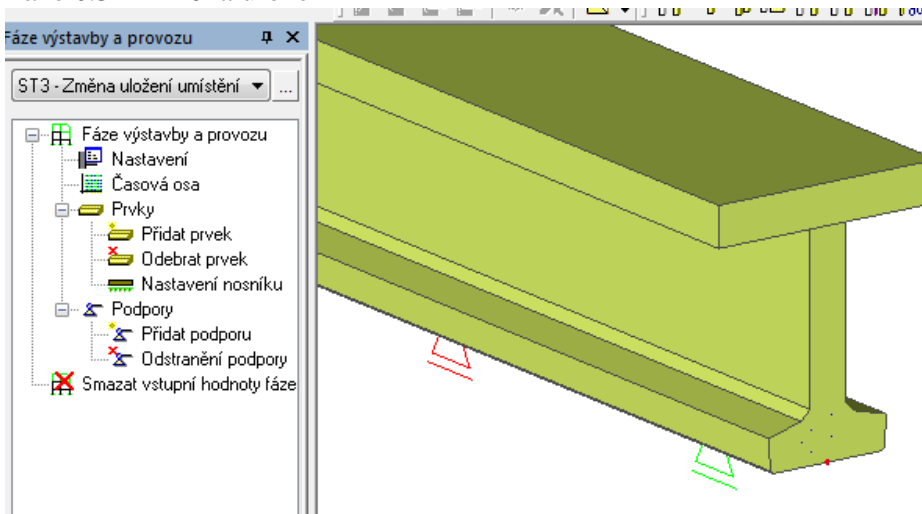 Fáze výstavby a provozu
ST3 - Změna uložení umístění
...
Fáze výstavby a provozu
Nastavení
Časová osa
Prvky
Přidat prvek
Odebrat prvek
Nastavení nosníku
Podpory
Přidat podporu
Odstranění podpory
Smazat vstupní hodnoty fáze